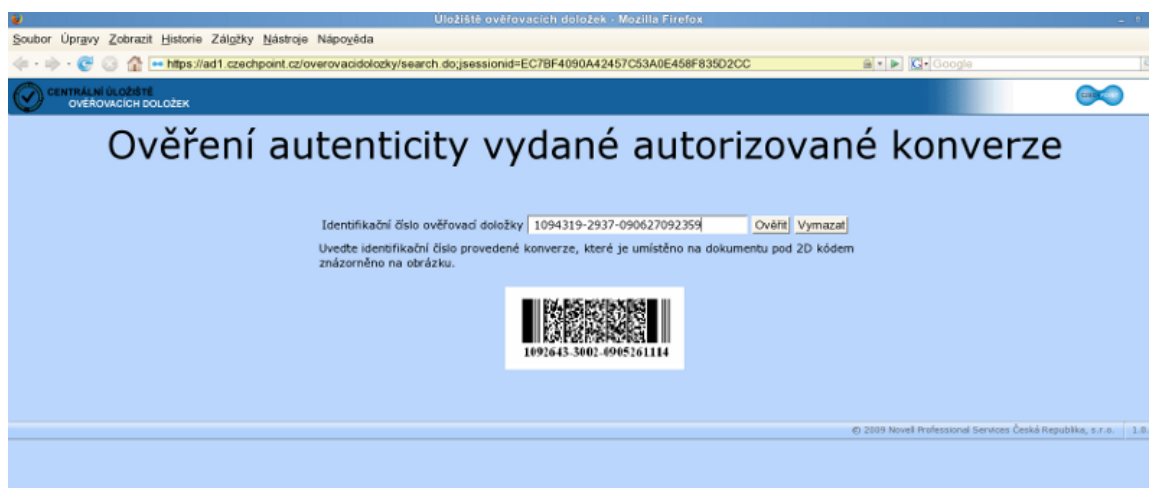 Úložiště ověřovacích doložek - Mozilla Firefox
Soubor Úpravy Zobrazit Historie Záložky Nástroje Nápověda
https://ad1.czechpoint.cz/overovacidolozky/search.do;jsessionid=EC7BF4090A42457C53A0E458F835D2CC Google
CENTRÁLNÍ ÚLOŽIŠTĚ
OVĚŘOVACÍCH DOLOŽEK
Ověření autenticity vydané autorizované konverze
Identifikační číslo ověřovací doložky 1094319-2937-090627092359 Ověřit Vymazat
Uveďte identifikační číslo provedené konverze, které je umístěno na dokumentu pod 2D kódem
znázorněno na obrázku.
1092643-3002-0905261114
© 2009 Novell Professional Services Česká Republika, s.r.o. 1.0.